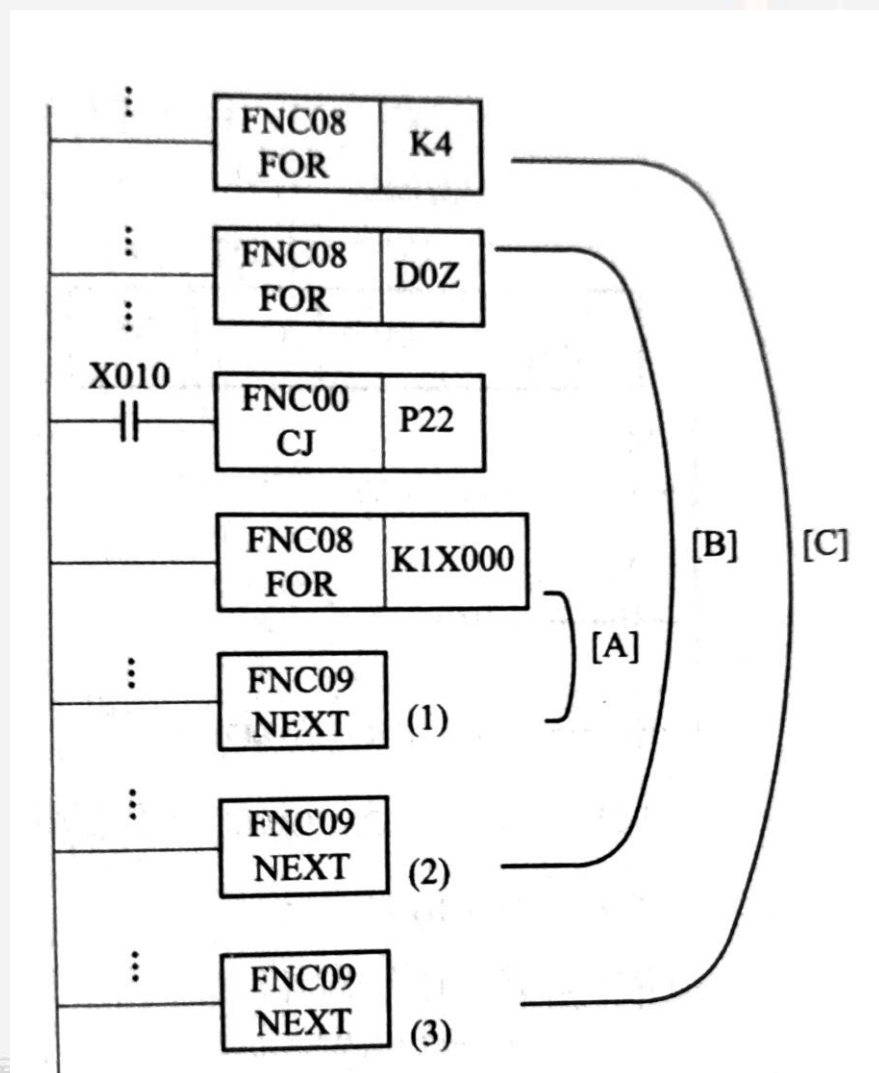 ⋮
FNC08 K4
FOR
⋮
FNC08 D0Z
FOR
⋮
X010
FNC00 P22
CJ
FNC08 K1X000
FOR
[B] [C]
[A]
⋮
FNC09
NEXT (1)
⋮
FNC09
NEXT (2)
⋮
FNC09
NEXT (3)